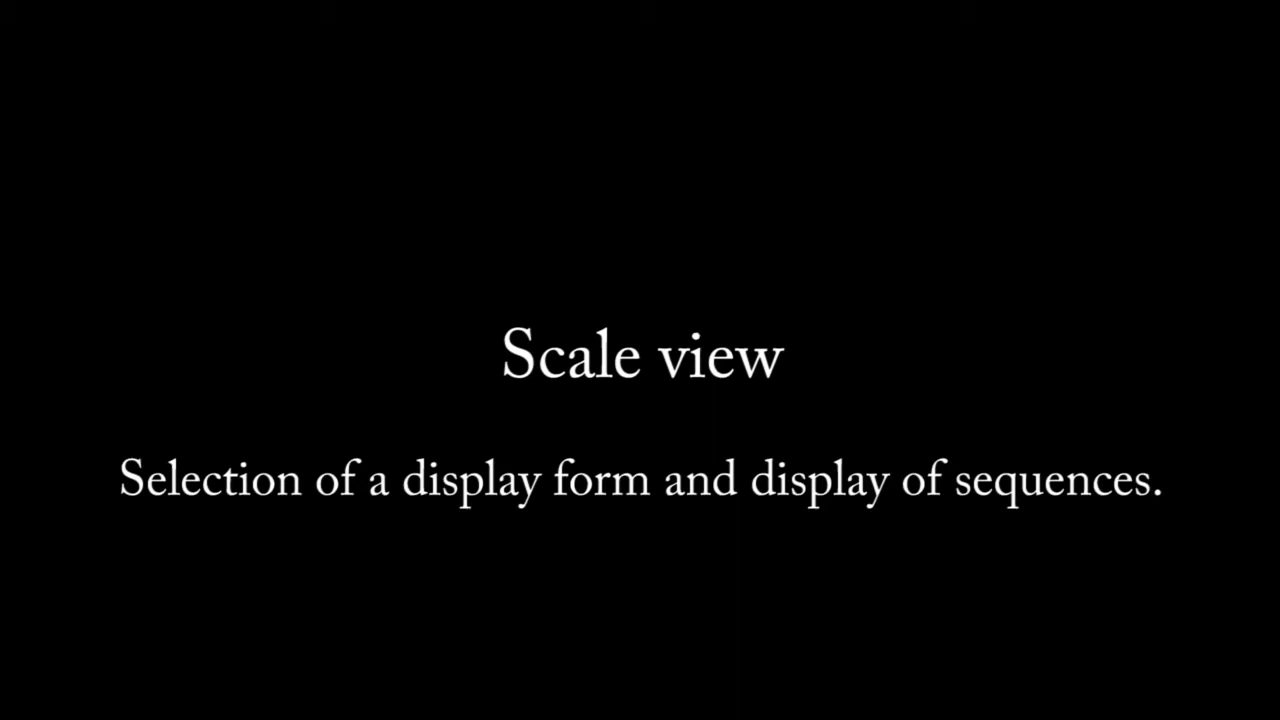 Scale view
Selection of a display form and display of sequences.